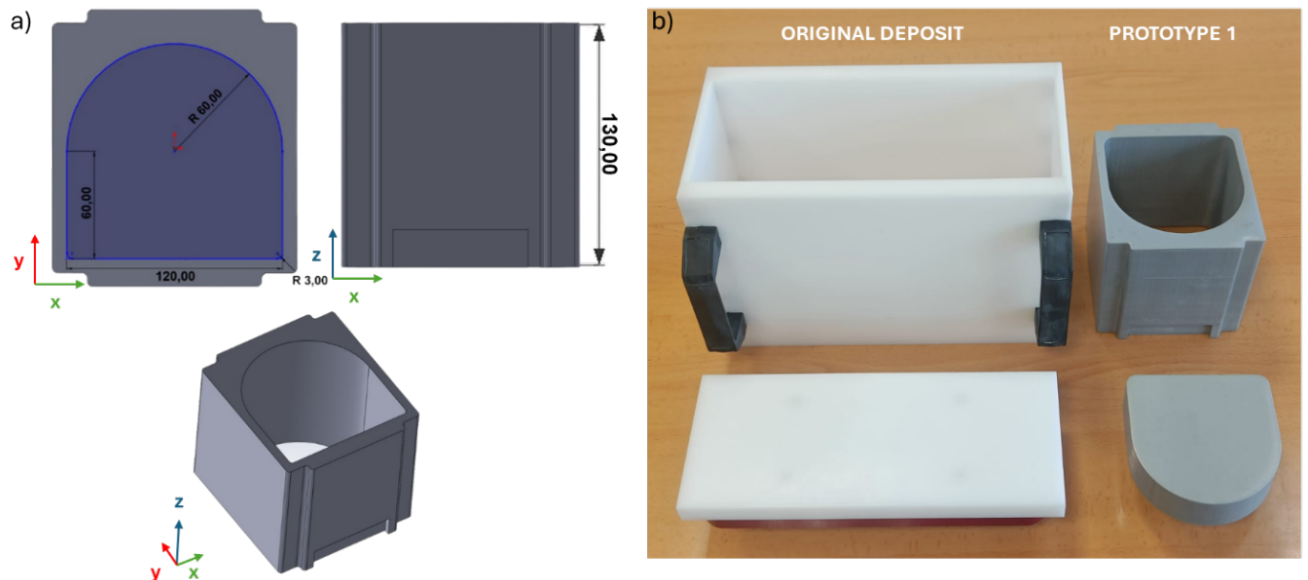 a)
R 60,00
60,00
120,00
R 3,00
y
x
130,00
z
x
z
y
x
b)
ORIGINAL DEPOSIT
PROTOTYPE 1